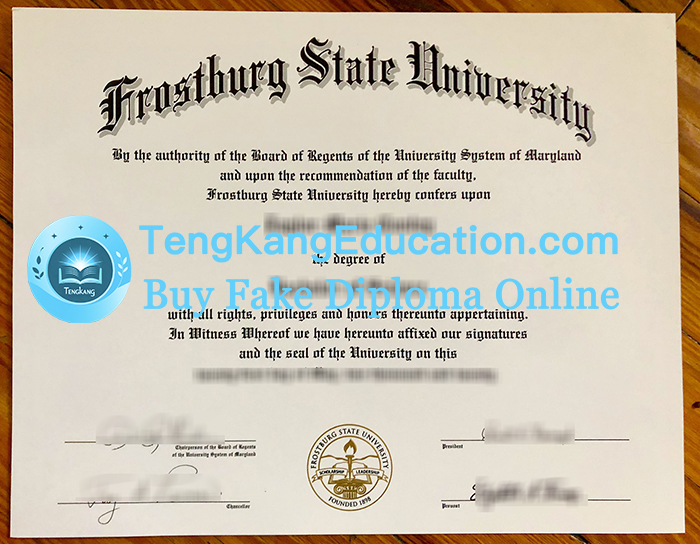 Frostburg State University
By the authority of the Board of Regents of the University System of Maryland
and upon the recommendation of the faculty,
Frostburg State University hereby confers upon
TengKangEducation.com
TENGKANG
the degree of
Buy Fake Diploma Online
with all rights, privileges and honors thereunto appertaining.
In Witness Whereof we have hereunto affixed our signatures
and the seal of the University on this
Chairperson of the Board of Regents
of the University System of Maryland
President
FROSTBURG STATE UNIVERSITY
SCHOLARSHIP LEADERSHIP
FOUNDED 1898
Chancellor
Provost